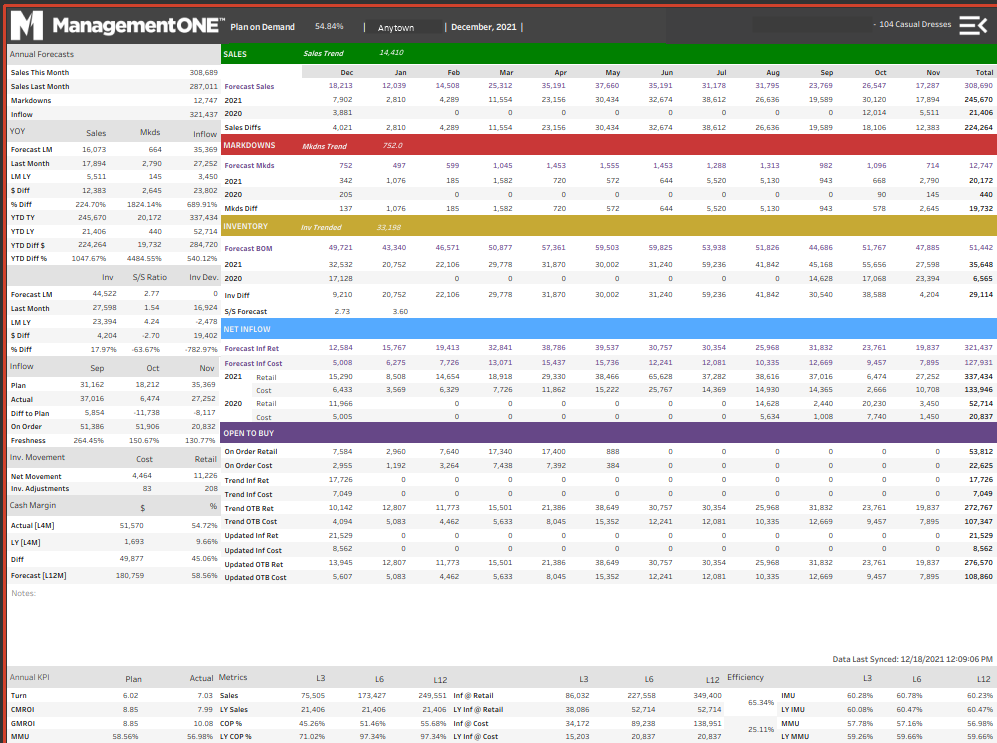 ManagementONE™ Plan on Demand 54.84% | Anytown | December, 2021 | - 104 Casual Dresses
Annual Forecasts
Sales This Month 308,689
Sales Last Month 287,011
Markdowns 12,747
Inflow 321,437
YOY Sales Mkds Inflow
Forecast LM 16,073 664 35,369
Last Month 17,894 2,790 27,252
LM LY 5,511 145 3,450
$ Diff 12,383 2,645 23,802
% Diff 224.70% 1824.14% 689.91%
YTD TY 245,670 20,172 337,434
YTD LY 21,406 440 52,714
YTD Diff $ 224,264 19,732 284,720
YTD Diff % 1047.67% 4484.55% 540.12%
Inv S/S Ratio Inv Dev.
Forecast LM 44,522 2.77 0
Last Month 27,598 1.54 16,924
LM LY 23,394 4.24 -2,478
$ Diff 4,204 -2.70 19,402
% Diff 17.97% -63.67% -782.97%
Inflow Sep Oct Nov
Plan 31,162 18,212 35,369
Actual 37,016 6,474 27,252
Diff to Plan 5,854 -11,738 -8,117
On Order 51,386 51,906 20,832
Freshness 264.45% 150.67% 130.77%
Inv. Movement Cost Retail
Net Movement 4,464 11,226
Inv. Adjustments 83 208
Cash Margin $ %
Actual [L4M] 51,570 54.72%
LY [L4M] 1,693 9.66%
Diff 49,877 45.06%
Forecast [L12M] 180,759 58.56%
Notes:
SALES Sales Trend 14,410
Dec Jan Feb Mar Apr May Jun Jul Aug Sep Oct Nov Total
Forecast Sales 18,213 12,039 14,508 25,312 35,191 37,660 35,191 31,178 31,795 23,769 26,547 17,287 308,690
2021 7,902 2,810 4,289 11,554 23,156 30,434 32,674 38,612 26,636 19,589 30,120 17,894 245,670
2020 3,881 0 0 0 0 0 0 0 0 0 12,014 5,511 21,406
Sales Diffs 4,021 2,810 4,289 11,554 23,156 30,434 32,674 38,612 26,636 19,589 18,106 12,383 224,264
MARKDOWNS Mkdns Trend 752.0
Forecast Mkds 752 497 599 1,045 1,453 1,555 1,453 1,288 1,313 982 1,096 714 12,747
2021 342 1,076 185 1,582 720 572 644 5,520 5,130 943 668 2,790 20,172
2020 205 0 0 0 0 0 0 0 0 0 90 145 440
Mkds Diff 137 1,076 185 1,582 720 572 644 5,520 5,130 943 578 2,645 19,732
INVENTORY Inv Trended 33,198
Forecast BOM 49,721 43,340 46,571 50,877 57,361 59,503 59,825 53,938 51,826 44,686 51,767 47,885 51,442
2021 32,532 20,752 22,106 29,778 31,870 30,002 31,240 59,236 41,842 45,168 55,656 27,598 35,648
2020 17,128 0 0 0 0 0 0 0 0 14,628 17,068 23,394 6,565
Inv Diff 9,210 20,752 22,106 29,778 31,870 30,002 31,240 59,236 41,842 30,540 38,588 4,204 29,114
S/S Forecast 2.73 3.60
NET INFLOW
Forecast Inf Ret 12,584 15,767 19,413 32,841 38,786 39,537 30,757 30,354 25,968 31,832 23,761 19,837 321,437
Forecast Inf Cost 5,008 6,275 7,726 13,071 15,437 15,736 12,241 12,081 10,335 12,669 9,457 7,895 127,931
2021 Retail 15,290 8,508 14,654 18,918 29,330 38,466 65,628 37,282 38,616 37,016 6,474 27,252 337,434
Cost 6,433 3,569 6,329 7,726 11,862 15,222 25,767 14,369 14,930 14,365 2,666 10,708 133,946
2020 Retail 11,966 0 0 0 0 0 0 0 14,628 2,440 20,230 3,450 52,714
Cost 5,005 0 0 0 0 0 0 0 5,634 1,008 7,740 1,450 20,837
OPEN TO BUY
On Order Retail 7,584 2,960 7,640 17,340 17,400 888 0 0 0 0 0 0 53,812
On Order Cost 2,955 1,192 3,264 7,438 7,392 384 0 0 0 0 0 0 22,625
Trend Inf Ret 17,726 0 0 0 0 0 0 0 0 0 0 0 17,726
Trend Inf Cost 7,049 0 0 0 0 0 0 0 0 0 0 0 7,049
Trend OTB Ret 10,142 12,807 11,773 15,501 21,386 38,649 30,757 30,354 25,968 31,832 23,761 19,837 272,767
Trend OTB Cost 4,094 5,083 4,462 5,633 8,045 15,352 12,241 12,081 10,335 12,669 9,457 7,895 107,347
Updated Inf Ret 21,529 0 0 0 0 0 0 0 0 0 0 0 21,529
Updated Inf Cost 8,562 0 0 0 0 0 0 0 0 0 0 0 8,562
Updated OTB Ret 13,945 12,807 11,773 15,501 21,386 38,649 30,757 30,354 25,968 31,832 23,761 19,837 276,570
Updated OTB Cost 5,607 5,083 4,462 5,633 8,045 15,352 12,241 12,081 10,335 12,669 9,457 7,895 108,860
Data Last Synced: 12/18/2021 12:09:06 PM
Annual KPI Plan Actual Metrics L3 L6 L12 L3 L6 L12 Efficiency L3 L6 L12
Turn 6.02 7.03 Sales 75,505 173,427 249,551 Inf @ Retail 86,032 227,558 349,400 65.34% IMU 60.28% 60.78% 60.23%
CMROI 8.85 7.99 LY Sales 21,406 21,406 21,406 LY Inf @ Retail 38,086 52,714 52,714 LY IMU 60.08% 60.47% 60.47%
GMROI 8.85 10.08 COP % 45.26% 51.46% 55.68% Inf @ Cost 34,172 89,238 138,951 25.11% MMU 57.78% 57.16% 56.98%
MMU 58.56% 56.98% LY COP % 71.02% 97.34% 97.34% LY Inf @ Cost 15,203 20,837 20,837 LY MMU 59.26% 59.66% 59.66%